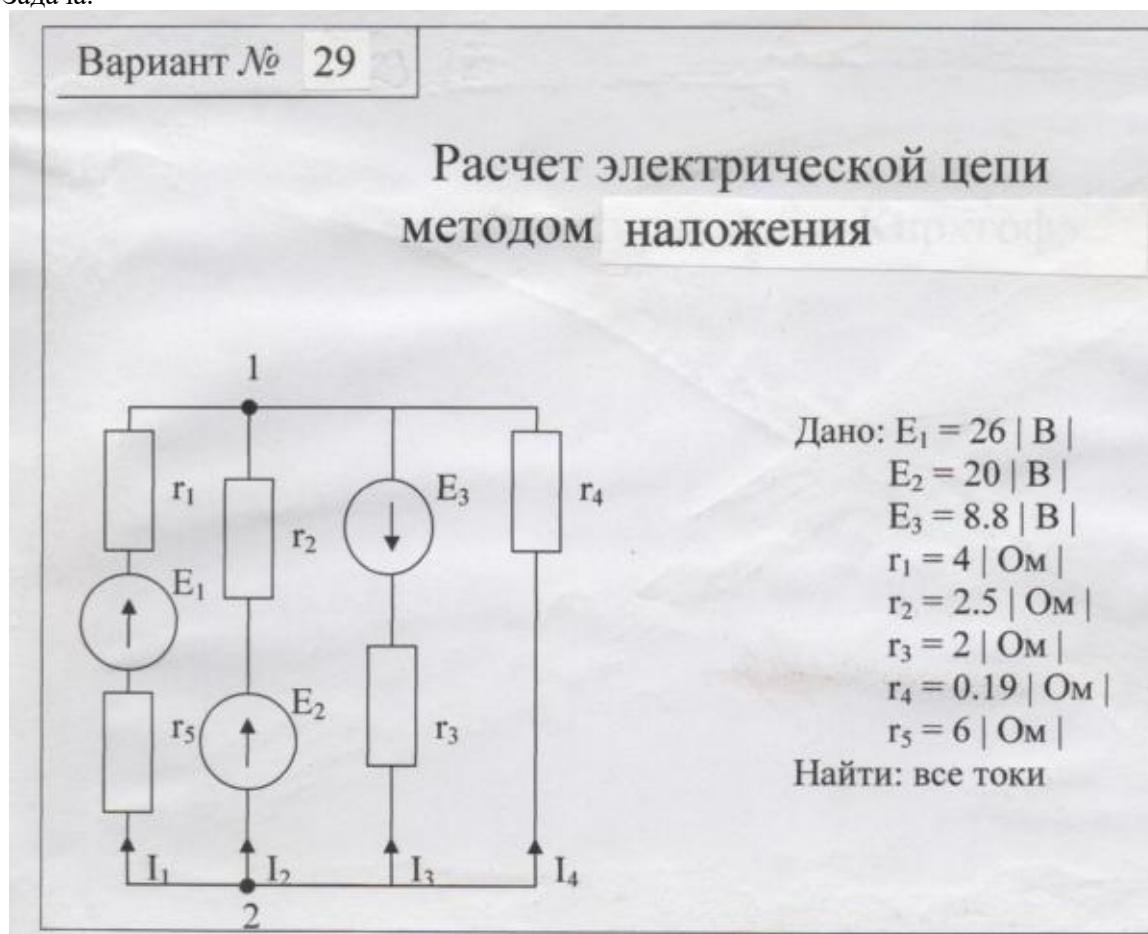 Задача:
Вариант № 29
Расчет электрической цепи
методом наложения
1
r₁
r₂
E₃
r₄
E₁
r₅
E₂
r₃
I₁
I₂
I₃
I₄
2
Дано: E₁ = 26 | В |
E₂ = 20 | В |
E₃ = 8.8 | В |
r₁ = 4 | Ом |
r₂ = 2.5 | Ом |
r₃ = 2 | Ом |
r₄ = 0.19 | Ом |
r₅ = 6 | Ом |
Найти: все токи